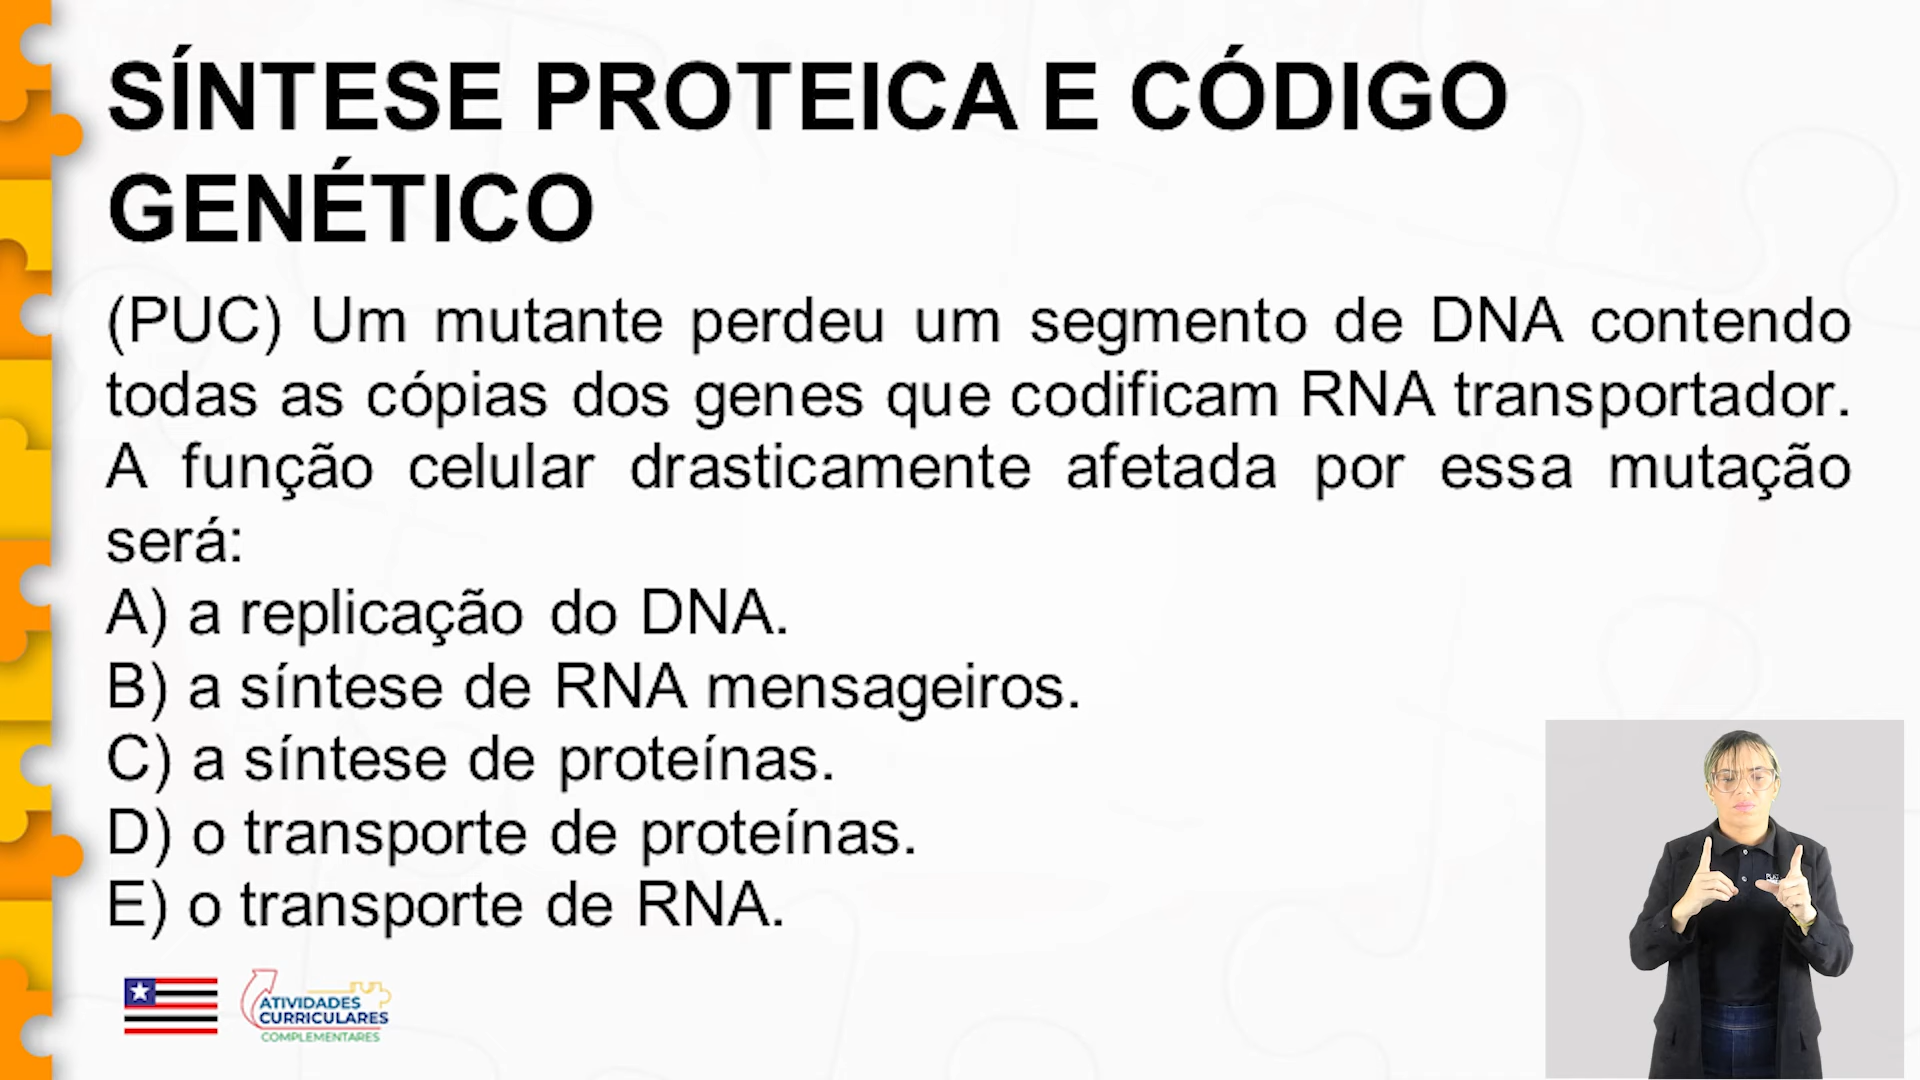 SÍNTESE PROTEICA E CÓDIGO
GENÉTICO
(PUC) Um mutante perdeu um segmento de DNA contendo
todas as cópias dos genes que codificam RNA transportador.
A função celular drasticamente afetada por essa mutação
será:
A) a replicação do DNA.
B) a síntese de RNA mensageiros.
C) a síntese de proteínas.
D) o transporte de proteínas.
E) o transporte de RNA.
ATIVIDADES
CURRICULARES
COMPLEMENTARES